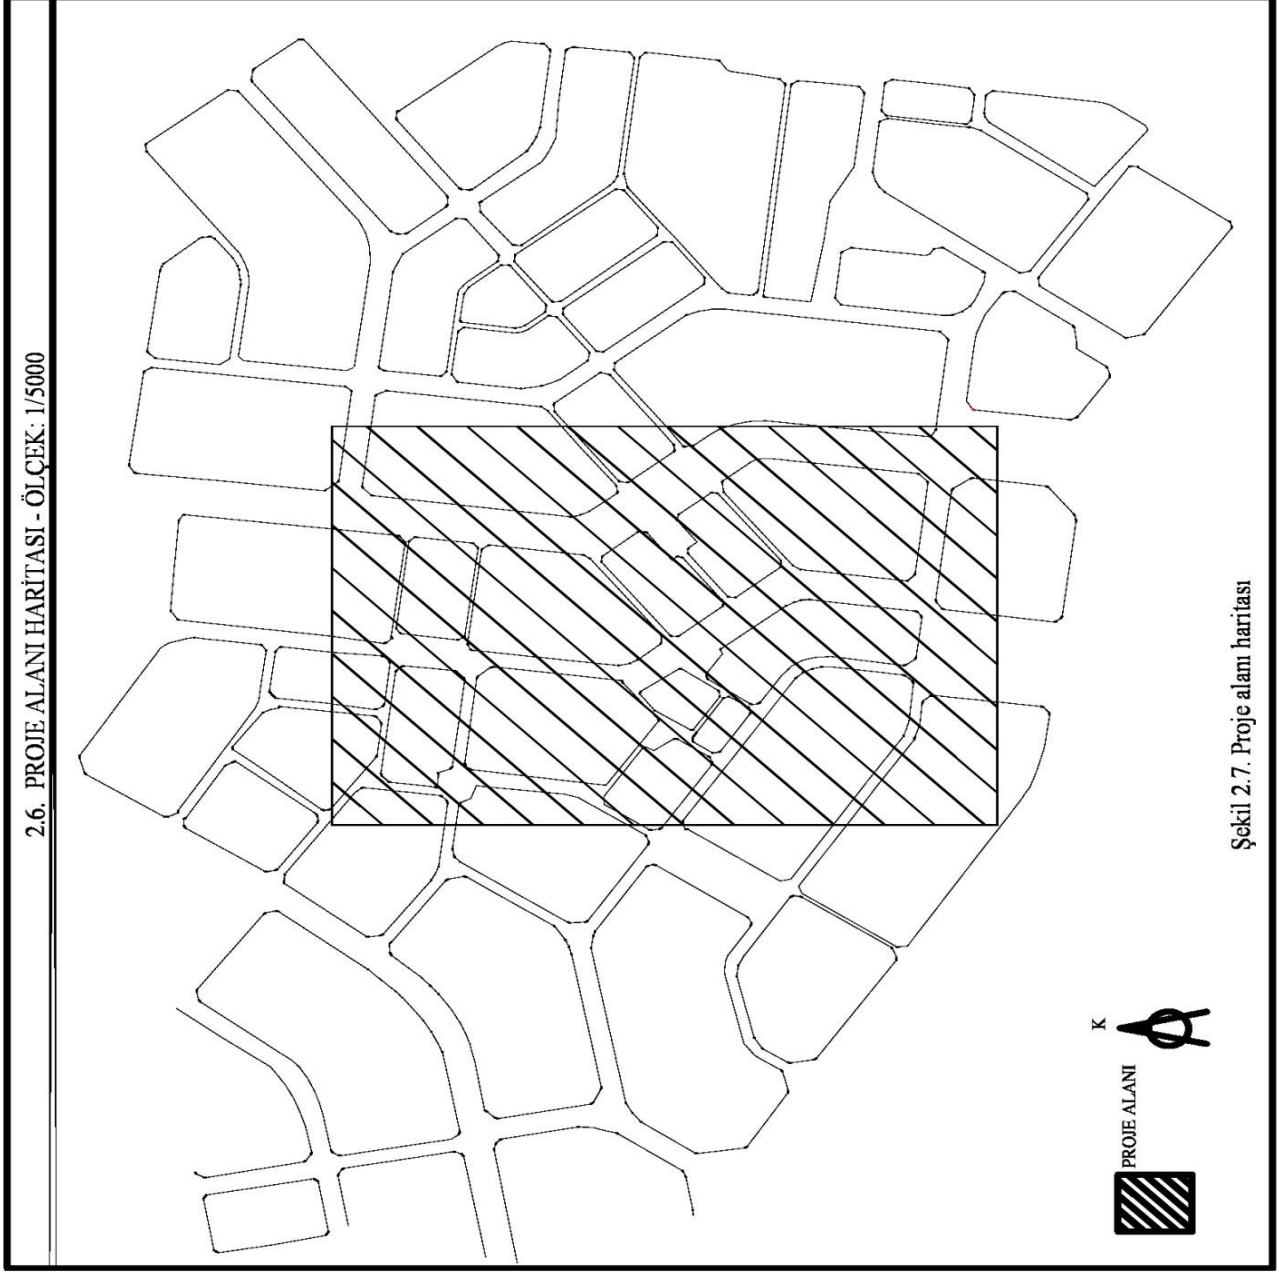 2.6. PROJE ALANI HARİTASI - ÖLÇEK: 1/5000
K
PROJE ALANI
Şekil 2.7. Proje alanı haritası